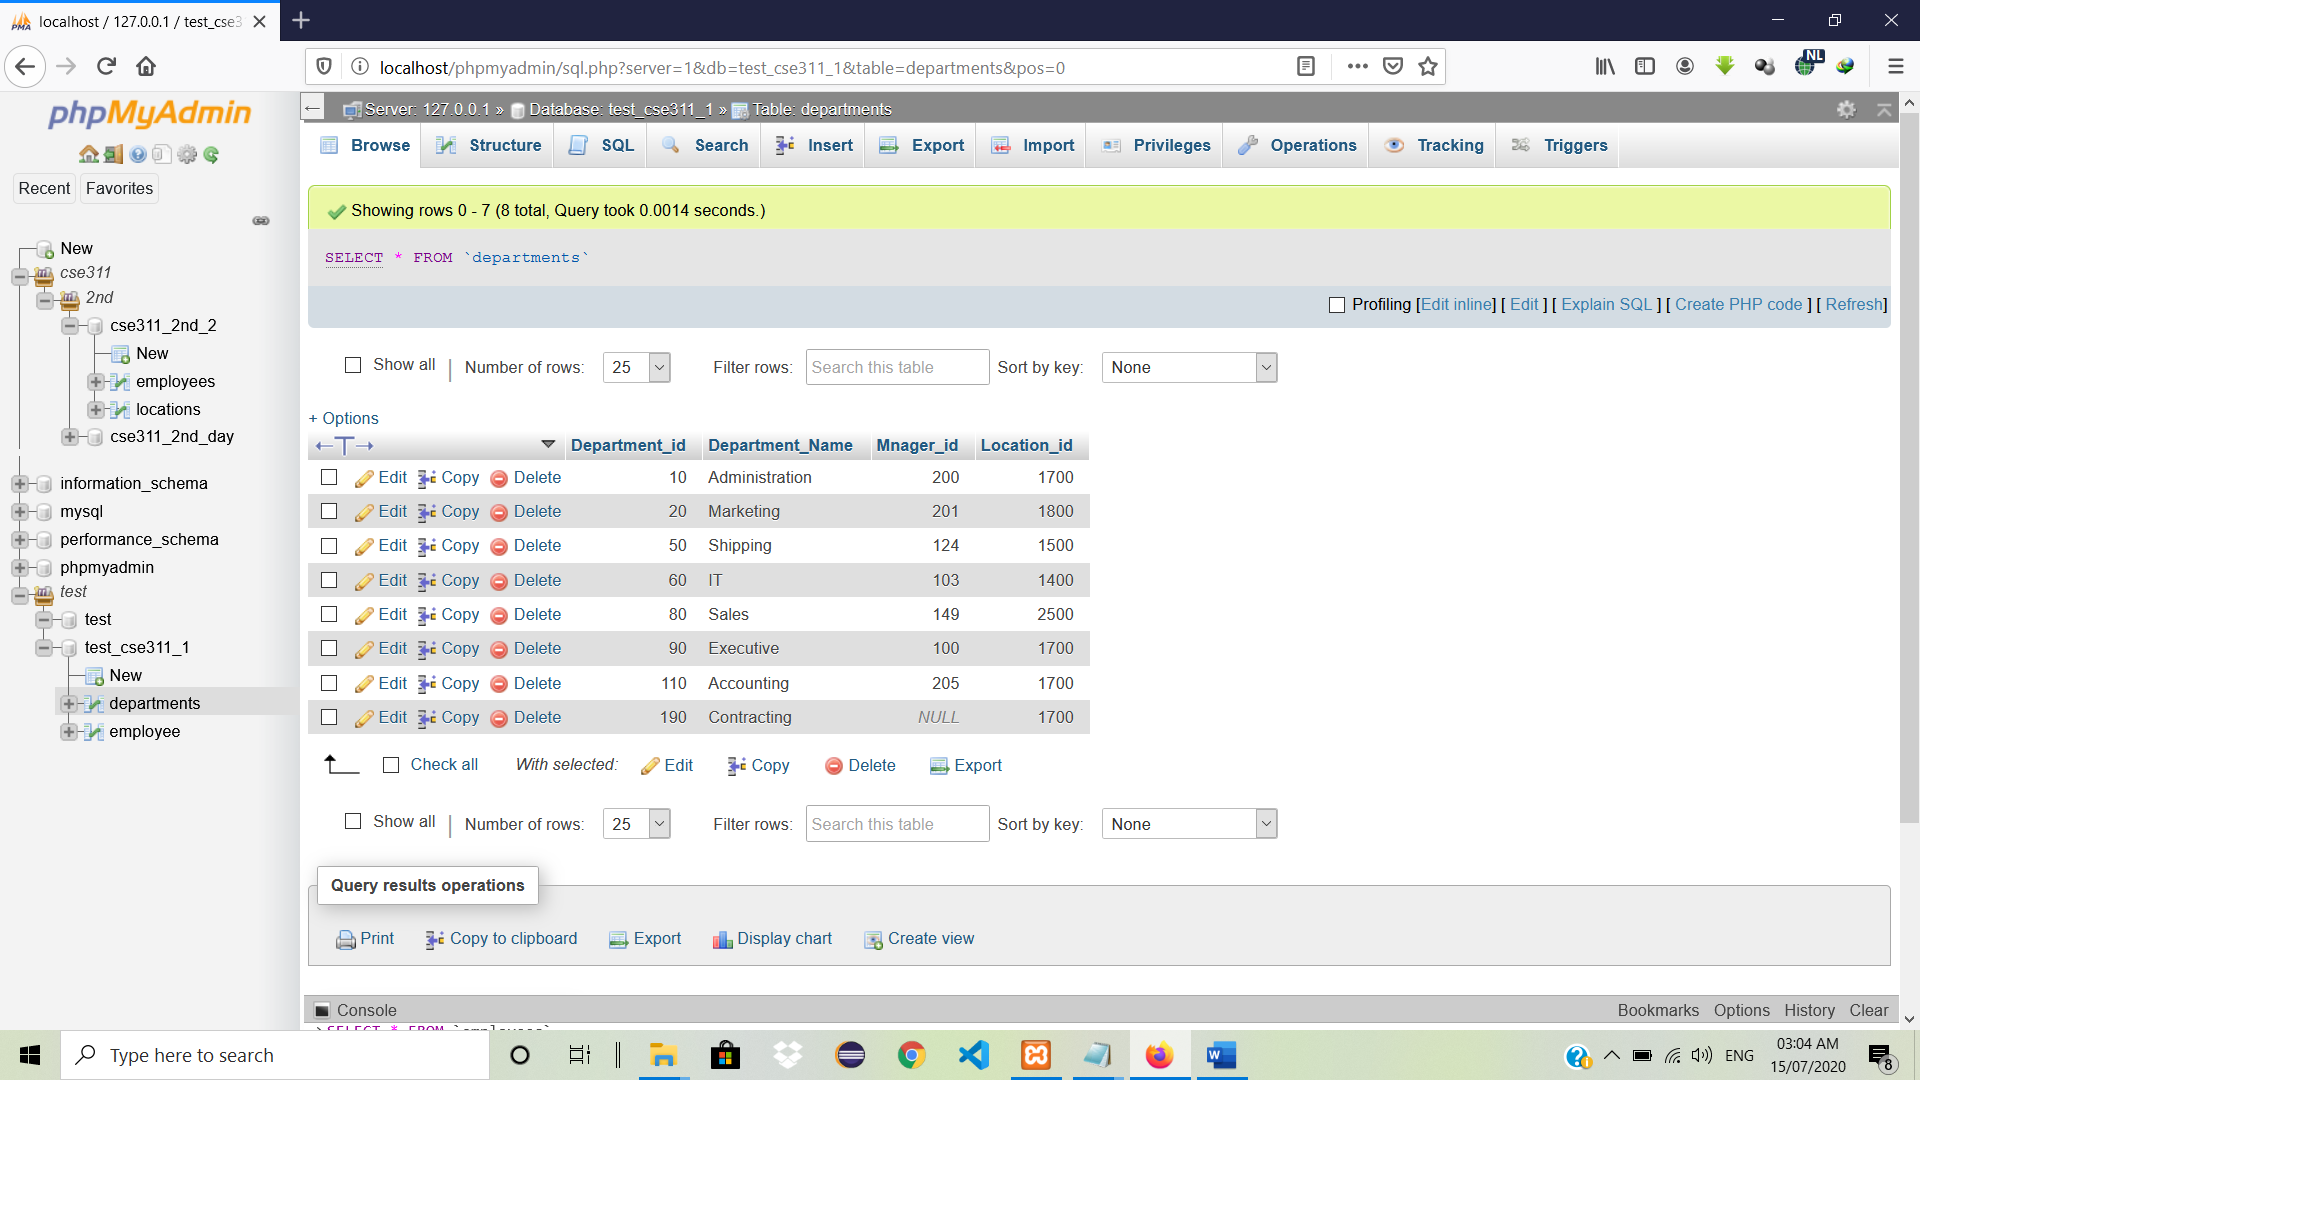 localhost / 127.0.0.1 / test_cse3
localhost/phpmyadmin/sql.php?server=1&db=test_cse311_1&table=departments&pos=0
NL
phpMyAdmin
Recent Favorites
New
cse311
2nd
cse311_2nd_2
New
employees
locations
cse311_2nd_day
information_schema
mysql
performance_schema
phpmyadmin
test
test
test_cse311_1
New
departments
employee
Server: 127.0.0.1 » Database: test_cse311_1 » Table: departments
Browse Structure SQL Search Insert Export Import Privileges Operations Tracking Triggers
Showing rows 0 - 7 (8 total, Query took 0.0014 seconds.)
SELECT * FROM `departments`
Profiling [Edit inline] [ Edit ] [ Explain SQL ] [ Create PHP code ] [ Refresh]
Show all | Number of rows: 25 Filter rows: Search this table Sort by key: None
+ Options
←T→ Department_id Department_Name Mnager_id Location_id
Edit Copy Delete 10 Administration 200 1700
Edit Copy Delete 20 Marketing 201 1800
Edit Copy Delete 50 Shipping 124 1500
Edit Copy Delete 60 IT 103 1400
Edit Copy Delete 80 Sales 149 2500
Edit Copy Delete 90 Executive 100 1700
Edit Copy Delete 110 Accounting 205 1700
Edit Copy Delete 190 Contracting NULL 1700
Check all With selected: Edit Copy Delete Export
Show all | Number of rows: 25 Filter rows: Search this table Sort by key: None
Query results operations
Print Copy to clipboard Export Display chart Create view
Console Bookmarks Options History Clear
>SELECT * FROM `employees`
Type here to search
ENG
03:04 AM
15/07/2020
8